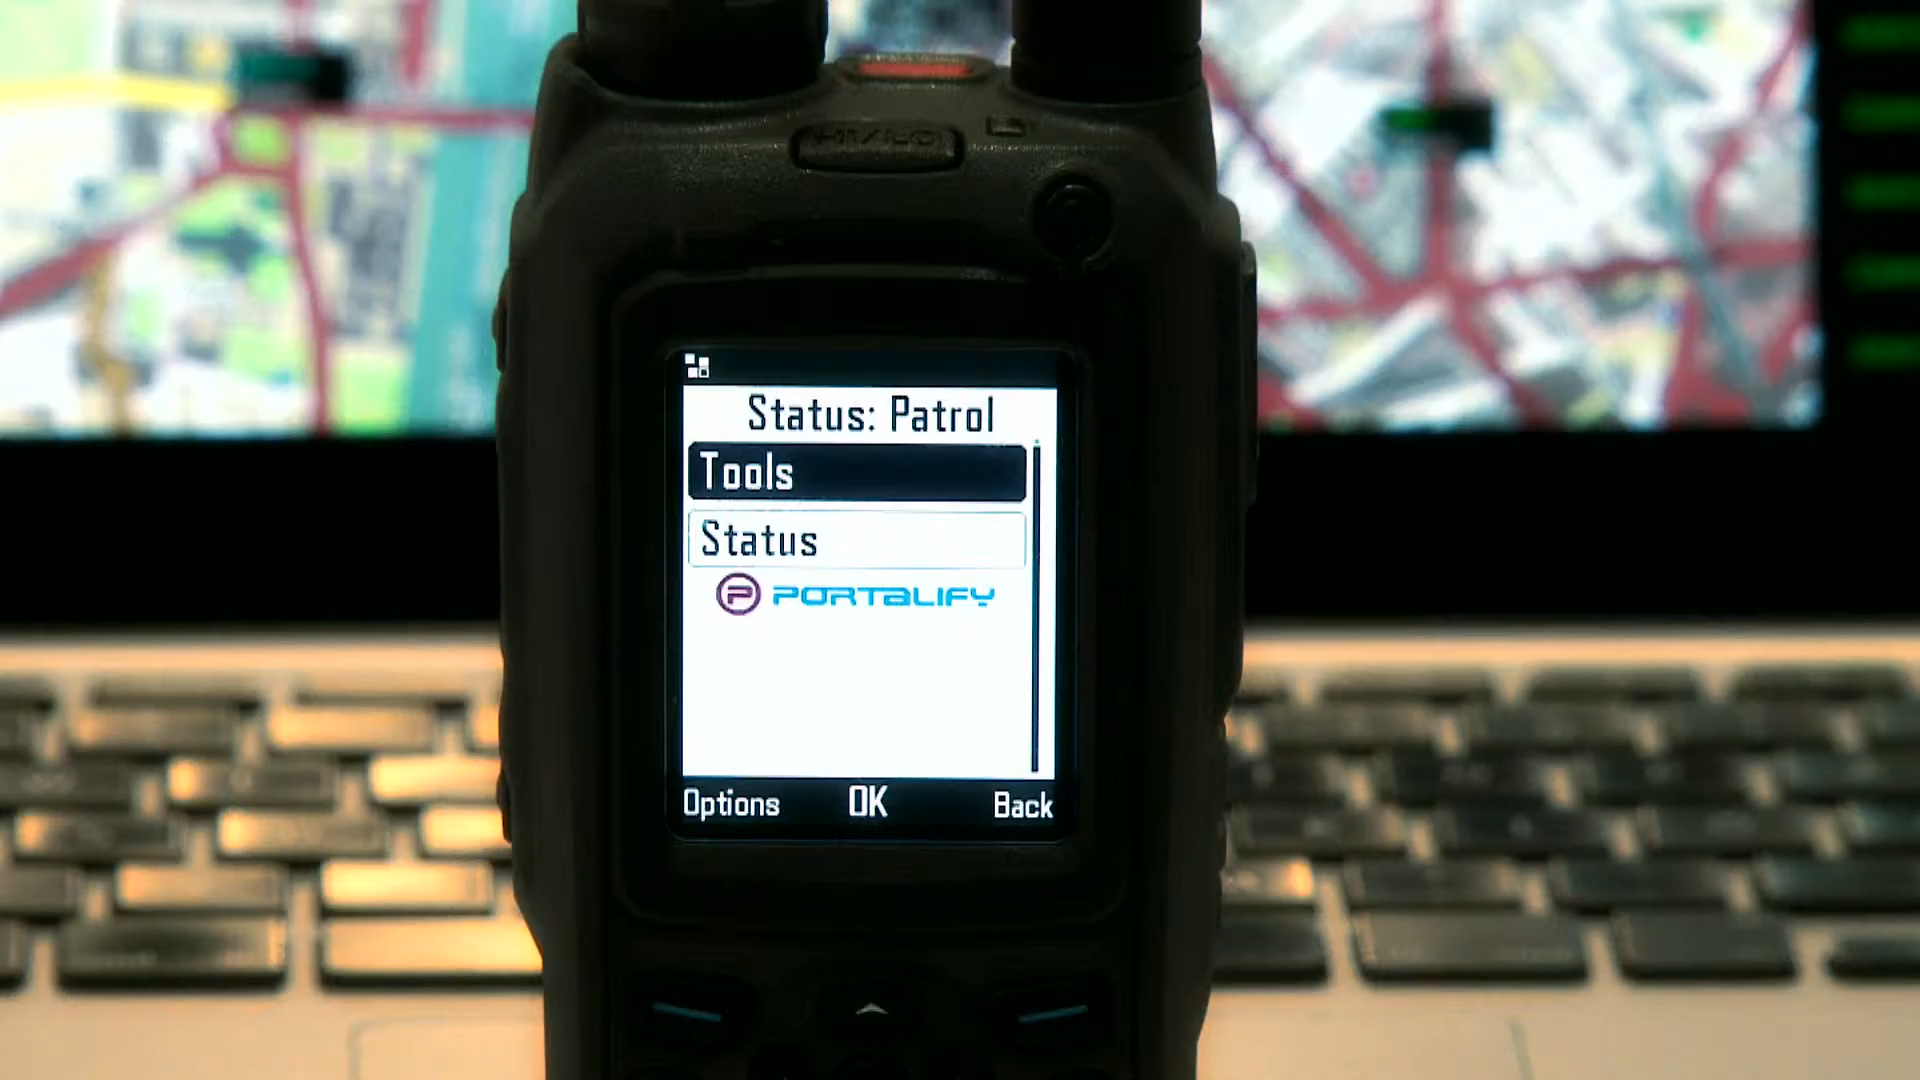 Status: Patrol
Tools
Status
P PORTALIFY
Options OK Back